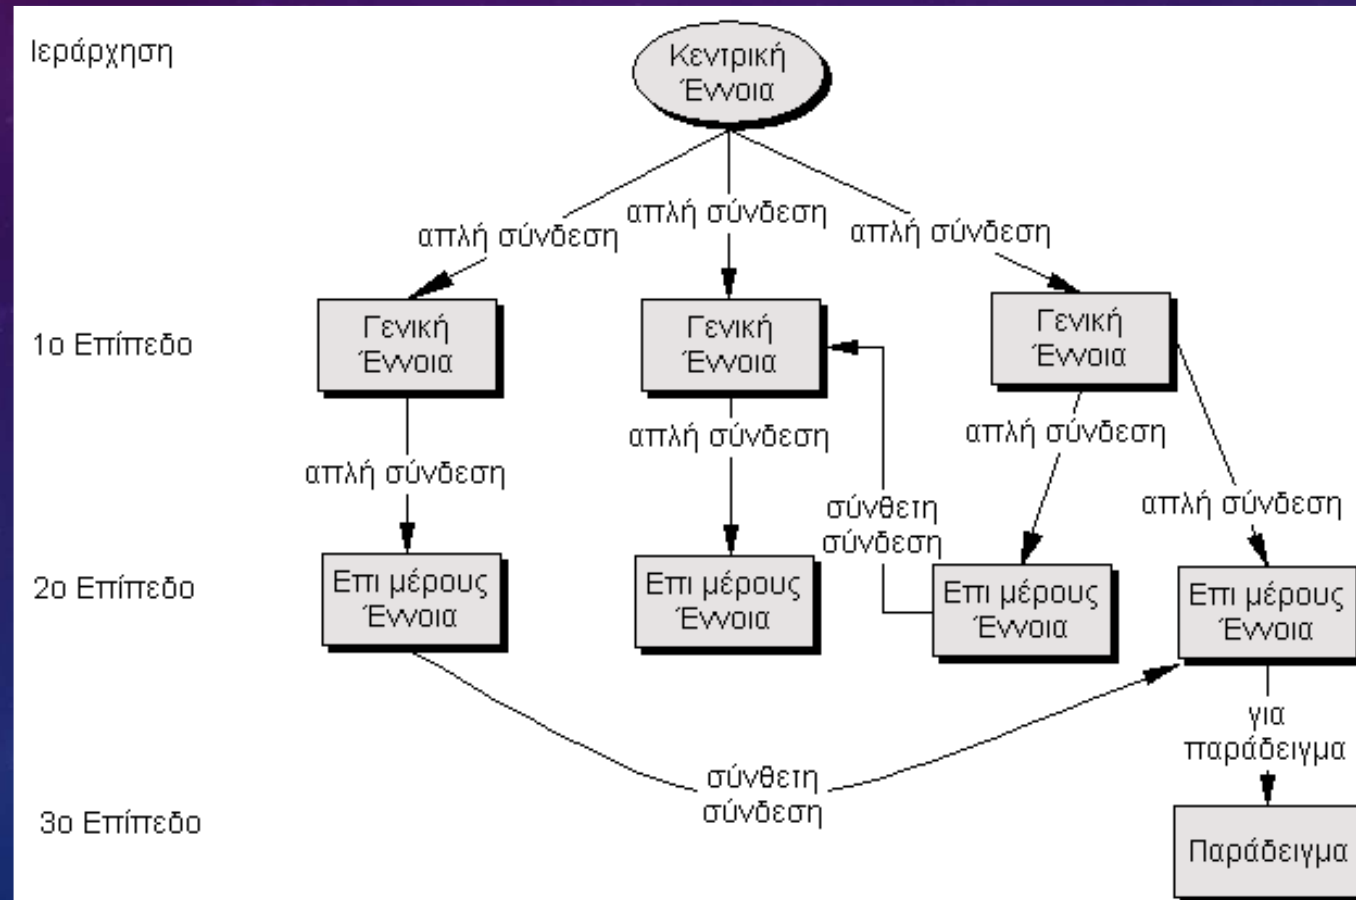 Ιεράρχηση
Κεντρική
Έννοια
απλή σύνδεση
απλή σύνδεση
απλή σύνδεση
1ο Επίπεδο
Γενική
Έννοια
Γενική
Έννοια
Γενική
Έννοια
απλή σύνδεση
απλή σύνδεση
απλή σύνδεση
απλή σύνδεση
σύνθετη
σύνδεση
2ο Επίπεδο
Επι μέρους
Έννοια
Επι μέρους
Έννοια
Επι μέρους
Έννοια
Επι μέρους
Έννοια
για
παράδειγμα
σύνθετη
σύνδεση
3ο Επίπεδο
Παράδειγμα